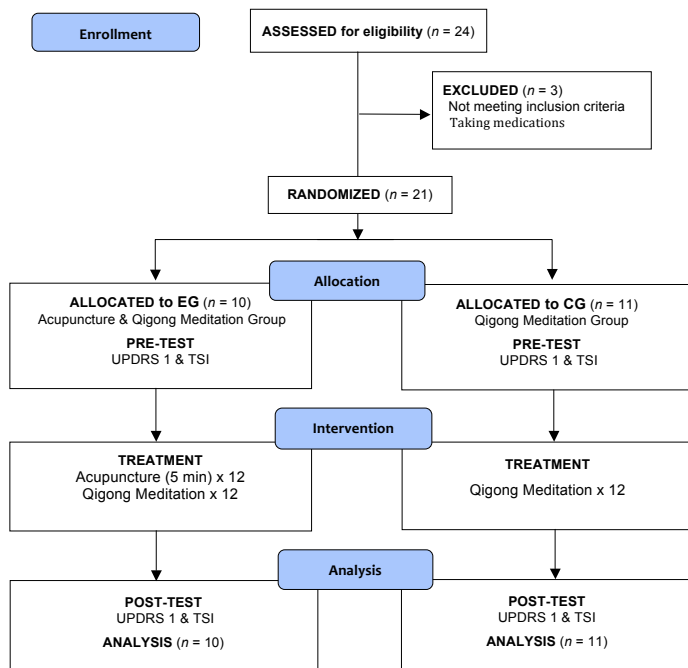 Enrollment
ASSESSED for eligibility (n = 24)
EXCLUDED (n = 3)
Not meeting inclusion criteria
Taking medications
RANDOMIZED (n = 21)
Allocation
ALLOCATED to EG (n = 10)
Acupuncture & Qigong Meditation Group
PRE-TEST
UPDRS 1 & TSI
ALLOCATED to CG (n = 11)
Qigong Meditation Group
PRE-TEST
UPDRS 1 & TSI
Intervention
TREATMENT
Acupuncture (5 min) x 12
Qigong Meditation x 12
TREATMENT
Qigong Meditation x 12
Analysis
POST-TEST
UPDRS 1 & TSI
ANALYSIS (n = 10)
POST-TEST
UPDRS 1 & TSI
ANALYSIS (n = 11)